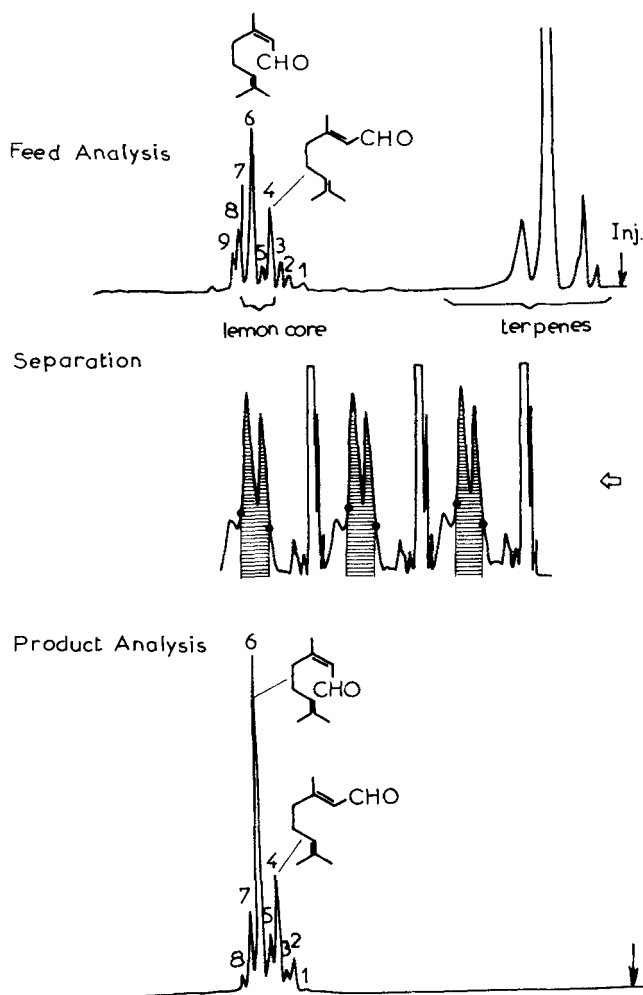 CHO
6
CHO
Feed Analysis
7
4
8
3
9
5
2
1
Inj.
lemon core
terpenes
Separation
Product Analysis
6
CHO
CHO
4
7
5
8
3
2
1